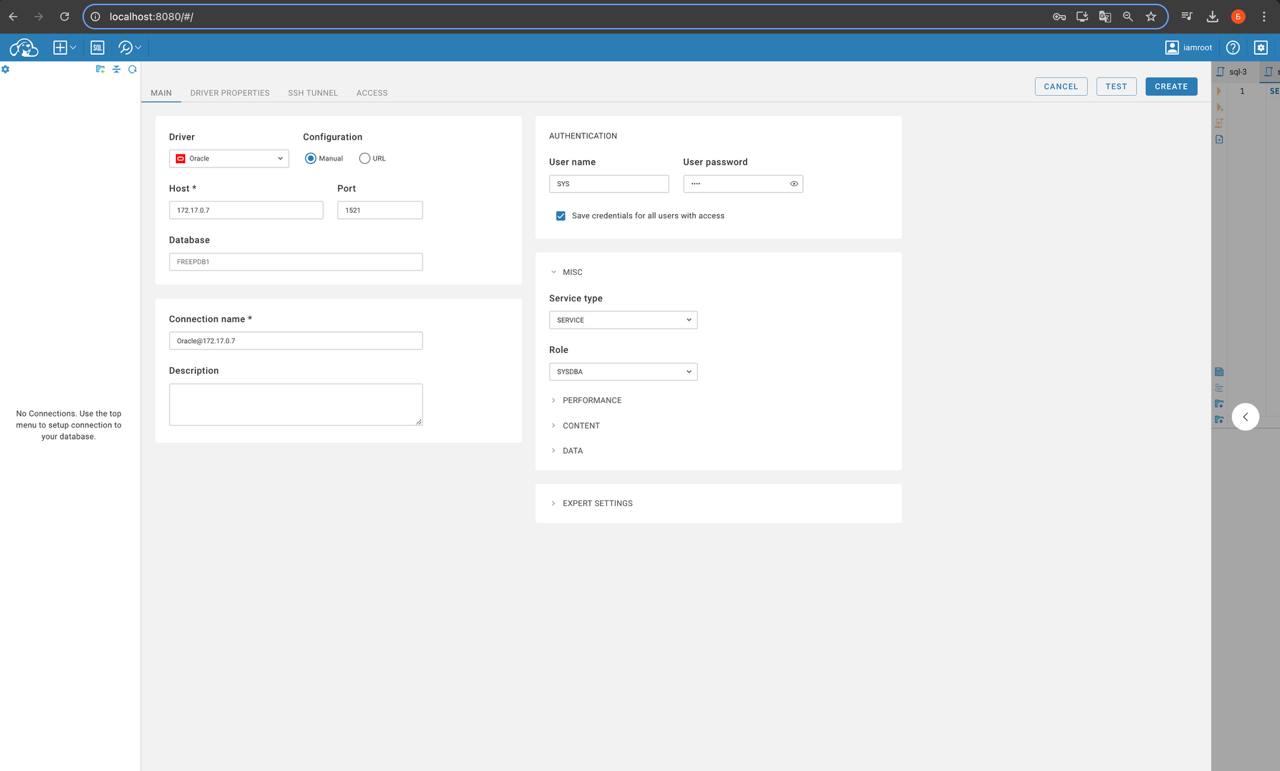 localhost:8080/#/
Б
SQL
iamroot
MAIN DRIVER PROPERTIES SSH TUNNEL ACCESS
CANCEL TEST CREATE
sql-3
1 SE
Driver Configuration
Oracle Manual URL
Host * Port
172.17.0.7 1521
Database
FREEPDB1
Connection name *
Oracle@172.17.0.7
Description
AUTHENTICATION
User name User password
SYS ••••
Save credentials for all users with access
MISC
Service type
SERVICE
Role
SYSDBA
PERFORMANCE
CONTENT
DATA
EXPERT SETTINGS
No Connections. Use the top
menu to setup connection to
your database.